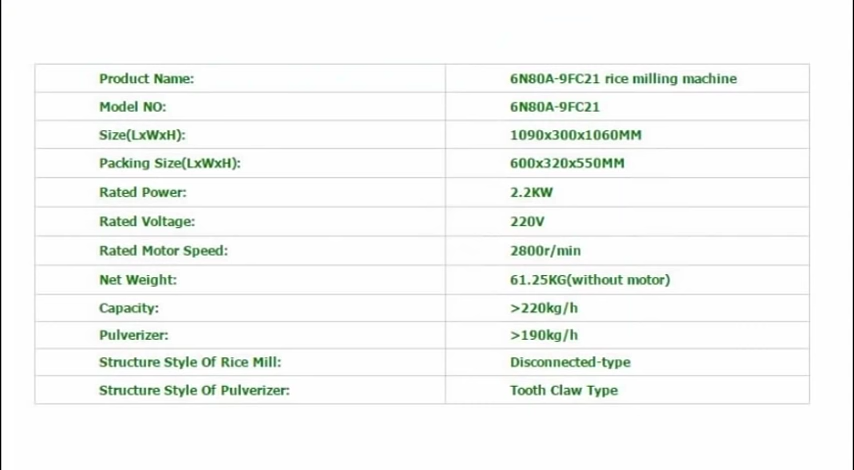 Product Name: 6N80A-9FC21 rice milling machine
Model NO: 6N80A-9FC21
Size(LxWxH): 1090x300x1060MM
Packing Size(LxWxH): 600x320x550MM
Rated Power: 2.2KW
Rated Voltage: 220V
Rated Motor Speed: 2800r/min
Net Weight: 61.25KG(without motor)
Capacity: >220kg/h
Pulverizer: >190kg/h
Structure Style Of Rice Mill: Disconnected-type
Structure Style Of Pulverizer: Tooth Claw Type